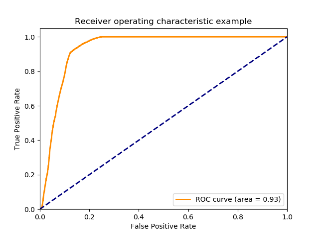 Receiver operating characteristic example
1.0
0.8
0.6
0.4
0.2
0.0
True Positive Rate
ROC curve (area = 0.93)
0.0 0.2 0.4 0.6 0.8 1.0
False Positive Rate